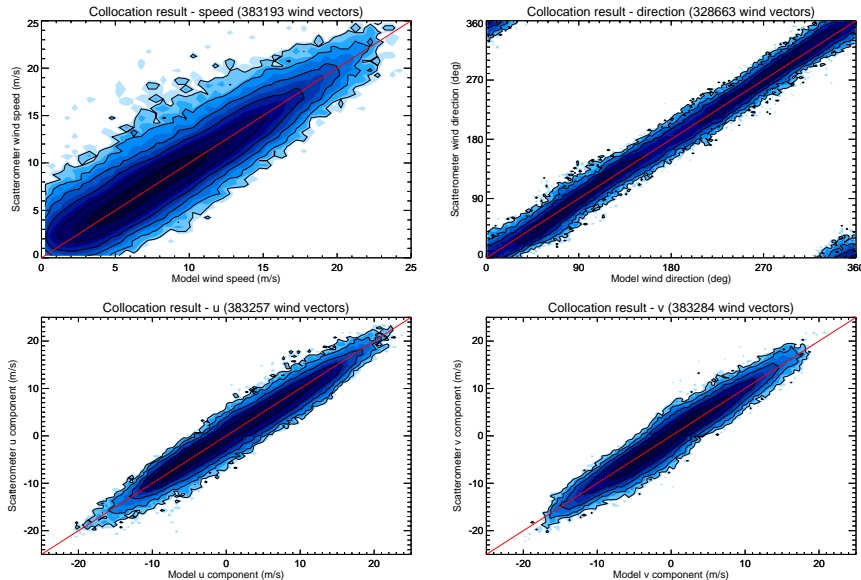 Collocation result - speed (383193 wind vectors)
Scatterometer wind speed (m/s)
25
20
15
10
5
0
0 5 10 15 20 25
Model wind speed (m/s)
Collocation result - direction (328663 wind vectors)
Scatterometer wind direction (deg)
360
270
180
90
0
0 90 180 270 360
Model wind direction (deg)
Collocation result - u (383257 wind vectors)
Scatterometer u component (m/s)
20
10
0
-10
-20
-20 -10 0 10 20
Model u component (m/s)
Collocation result - v (383284 wind vectors)
Scatterometer v component (m/s)
20
10
0
-10
-20
-20 -10 0 10 20
Model v component (m/s)